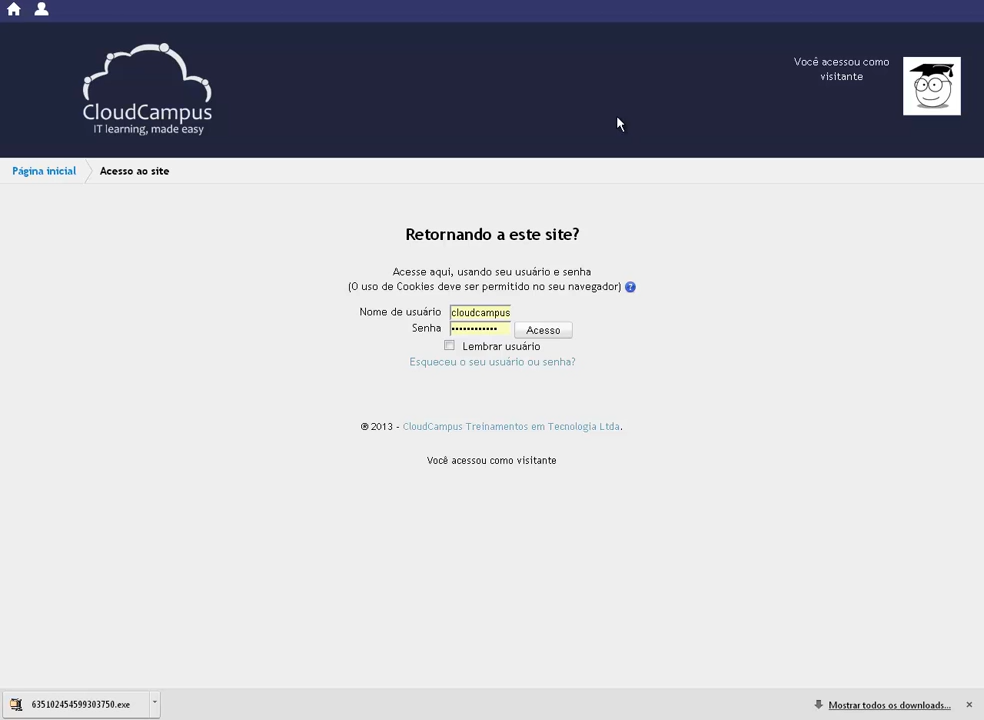 CloudCampus
IT learning, made easy
Você acessou como
visitante
Página inicial
Acesso ao site
Retornando a este site?
Acesse aqui, usando seu usuário e senha
(O uso de Cookies deve ser permitido no seu navegador) ?
Nome de usuário cloudcampus
Senha •••••••••••• Acesso
Lembrar usuário
Esqueceu o seu usuário ou senha?
® 2013 - CloudCampus Treinamentos em Tecnologia Ltda.
Você acessou como visitante
635102454599303750.exe
Mostrar todos os downloads...